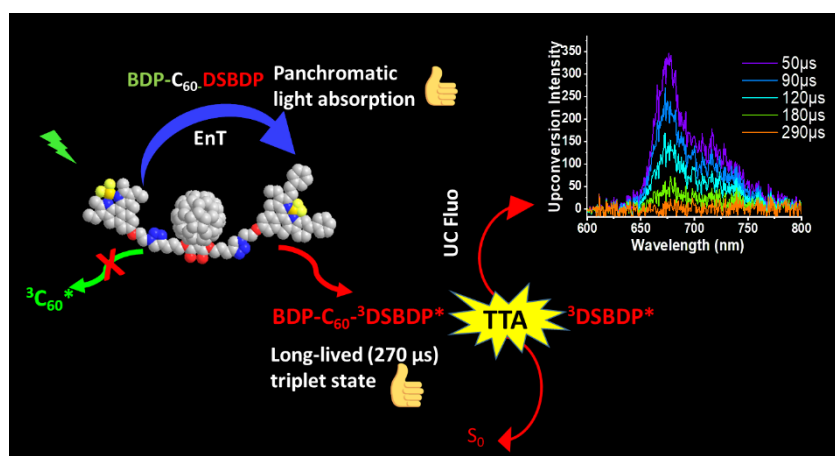 BDP-C60-DSBDP
Panchromatic
light absorption
EnT
X
³C60*
BDP-C60-³DSBDP*
Long-lived (270 µs)
triplet state
UC Fluo
TTA
³DSBDP*
S0
Upconversion Intensity
350
300
250
200
150
100
50
0
600 650 700 750 800
Wavelength (nm)
50µs
90µs
120µs
180µs
290µs